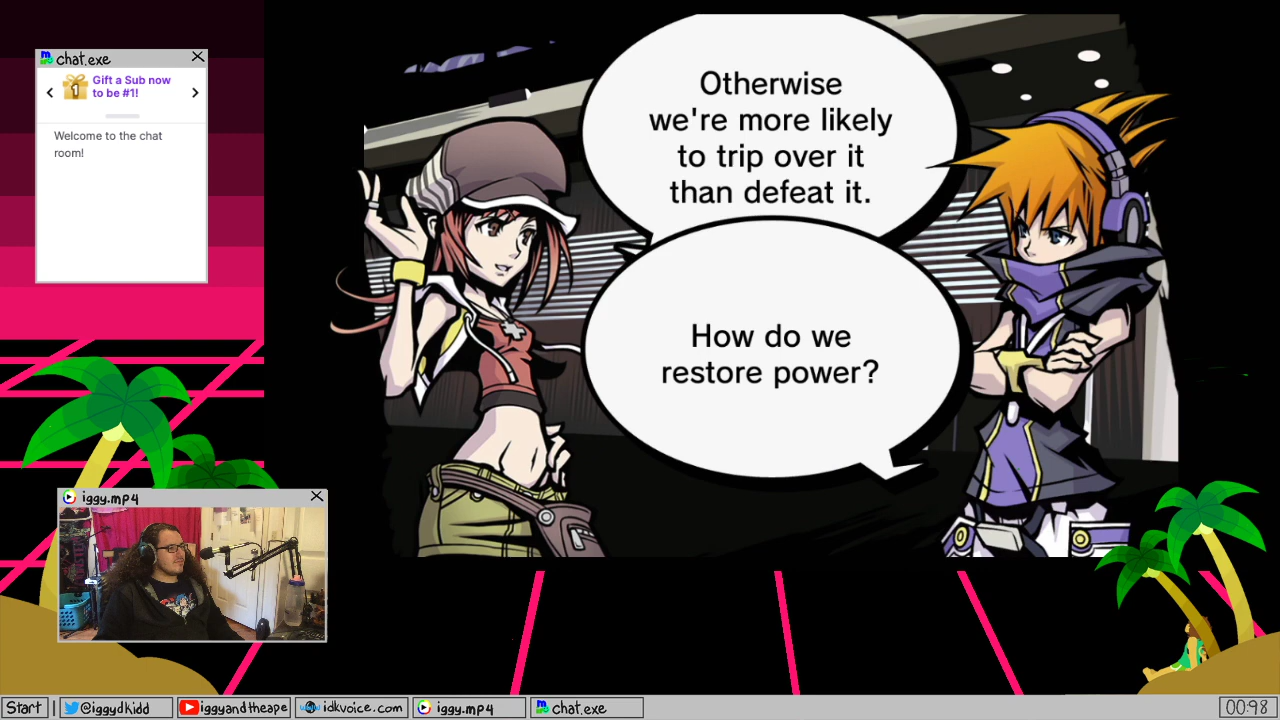 chat.exe
Gift a Sub now
to be #1!
1
Welcome to the chat
room!
Otherwise
we're more likely
to trip over it
than defeat it.
How do we
restore power?
iggy.mp4
Start
@iggydkidd
iggyandtheape
www idkvoice.com
iggy.mp4
chat.exe
00:98